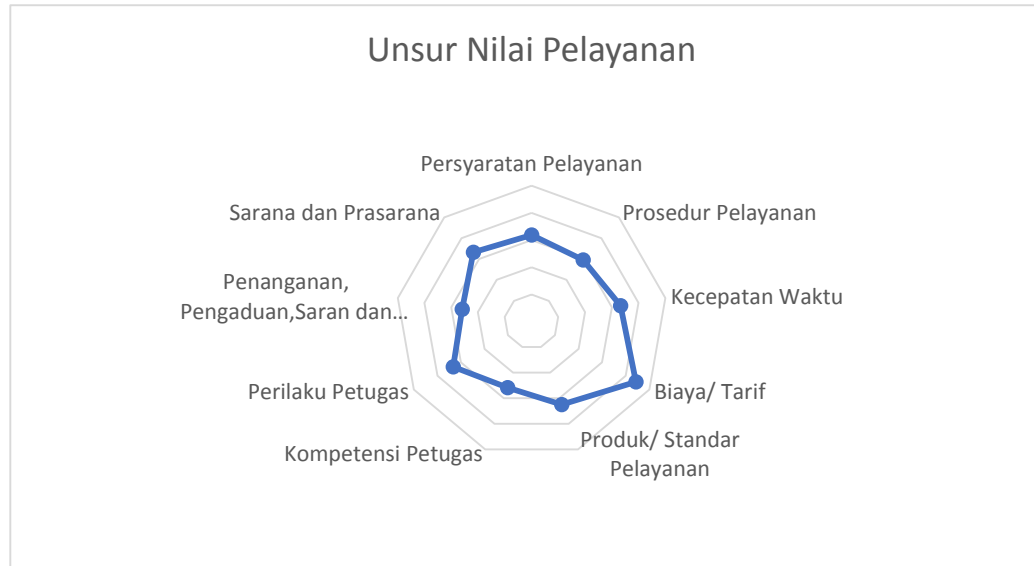 Unsur Nilai Pelayanan
Persyaratan Pelayanan
Prosedur Pelayanan
Kecepatan Waktu
Biaya/ Tarif
Produk/ Standar
Pelayanan
Kompetensi Petugas
Perilaku Petugas
Penanganan,
Pengaduan,Saran dan...
Sarana dan Prasarana